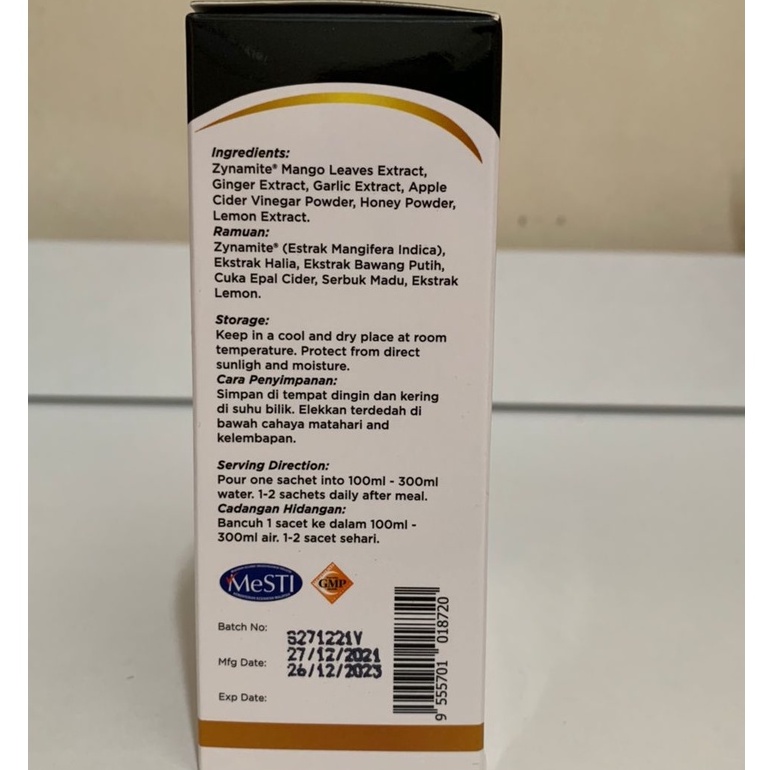 Ingredients:
Zynamite® Mango Leaves Extract,
Ginger Extract, Garlic Extract, Apple
Cider Vinegar Powder, Honey Powder,
Lemon Extract.
Ramuan:
Zynamite® (Estrak Mangifera Indica),
Ekstrak Halia, Ekstrak Bawang Putih,
Cuka Epal Cider, Serbuk Madu, Ekstrak
Lemon.
Storage:
Keep in a cool and dry place at room
temperature. Protect from direct
sunligh and moisture.
Cara Penyimpanan:
Simpan di tempat dingin dan kering
di suhu bilik. Elekkan terdedah di
bawah cahaya matahari and
kelembapan.
Serving Direction:
Pour one sachet into 100ml - 300ml
water. 1-2 sachets daily after meal.
Cadangan Hidangan:
Bancuh 1 sacet ke dalam 100ml -
300ml air. 1-2 sacet sehari.
MeSTI
GMP
Batch No:
S271221V
27/12/2021
Mfg Date:
26/12/2023
Exp Date:
9 555701 018720